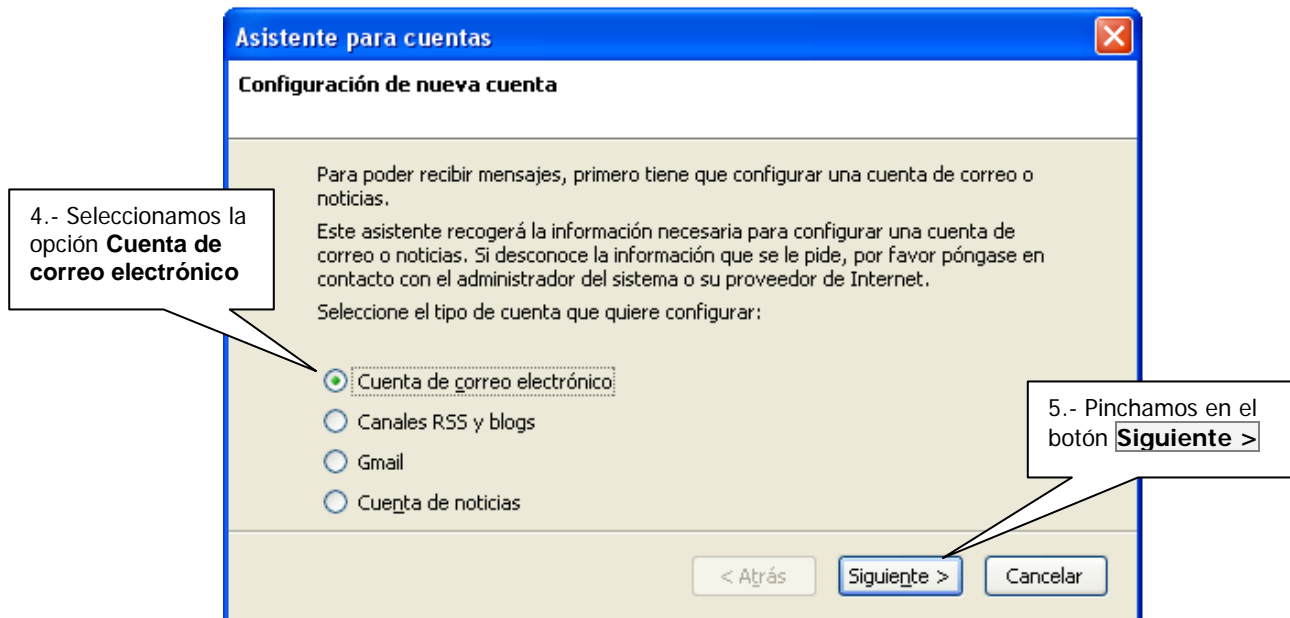 Asistente para cuentas
Configuración de nueva cuenta
Para poder recibir mensajes, primero tiene que configurar una cuenta de correo o
noticias.
Este asistente recogerá la información necesaria para configurar una cuenta de
correo o noticias. Si desconoce la información que se le pide, por favor póngase en
contacto con el administrador del sistema o su proveedor de Internet.
Seleccione el tipo de cuenta que quiere configurar:
4.- Seleccionamos la
opción Cuenta de
correo electrónico
Cuenta de correo electrónico
Canales RSS y blogs
Gmail
Cuenta de noticias
5.- Pinchamos en el
botón Siguiente >
< Atrás
Siguiente >
Cancelar